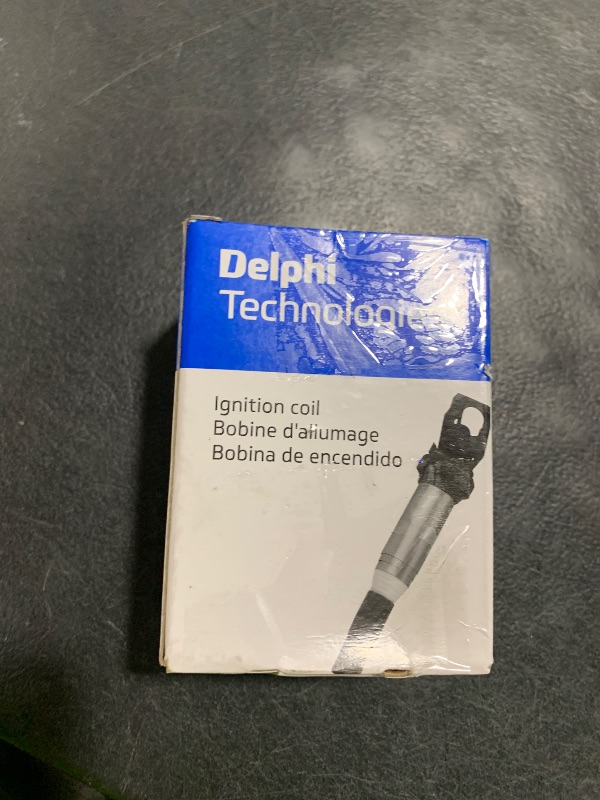 Delphi
Technologies
Ignition coil
Bobine d'allumage
Bobina de encendido